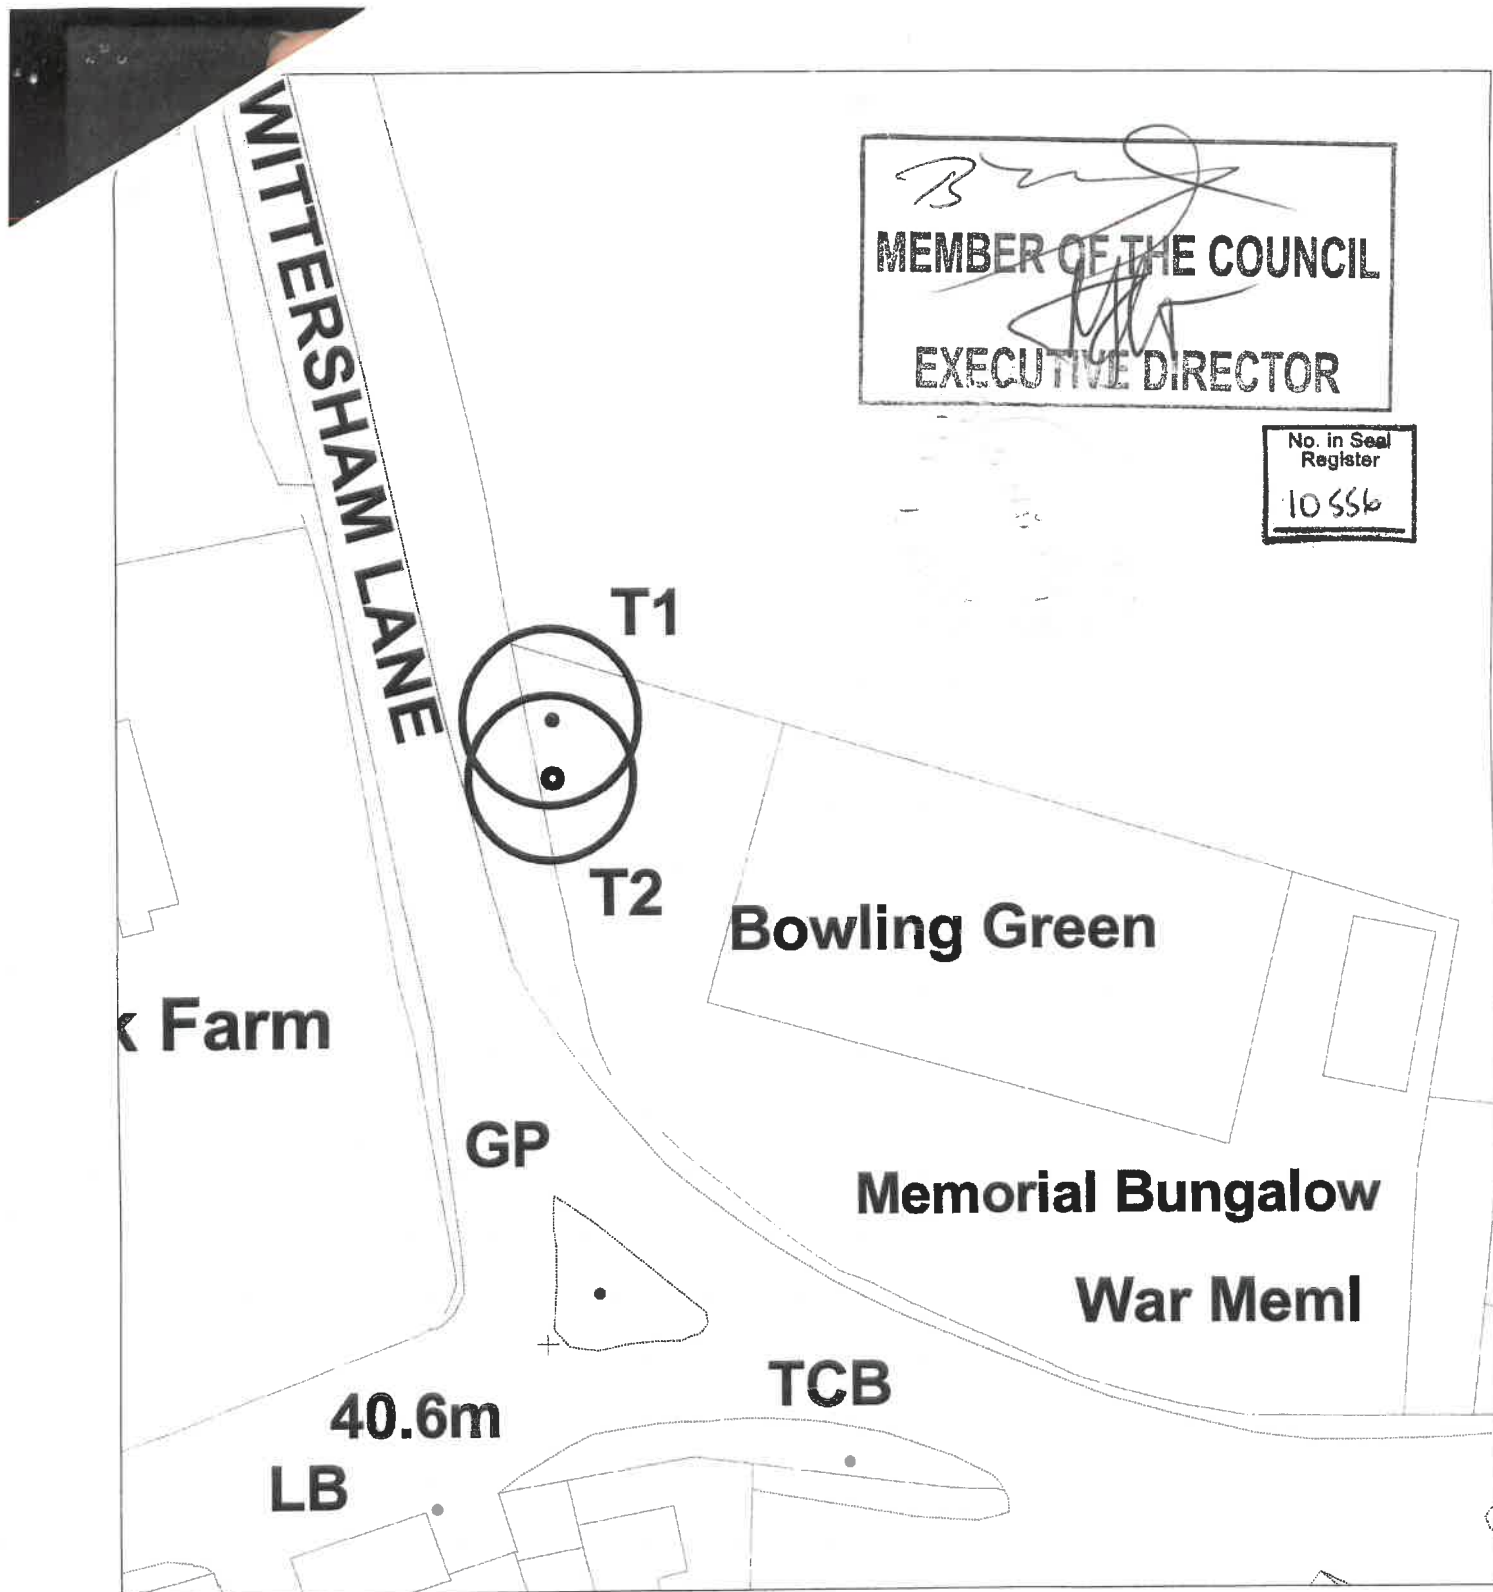 WITTERSHAM LANE
MEMBER OF THE COUNCIL
EXECUTIVE DIRECTOR
No. in Seal
Register
10556
T1
T2
Bowling Green
k Farm
GP
Memorial Bungalow
War Meml
TCB
40.6m
LB